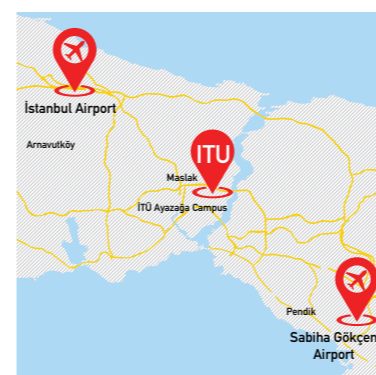 İstanbul Airport
Arnavutköy
ITU
Maslak
İTÜ Ayazağa Campus
Pendik
Sabiha Gökçen
Airport